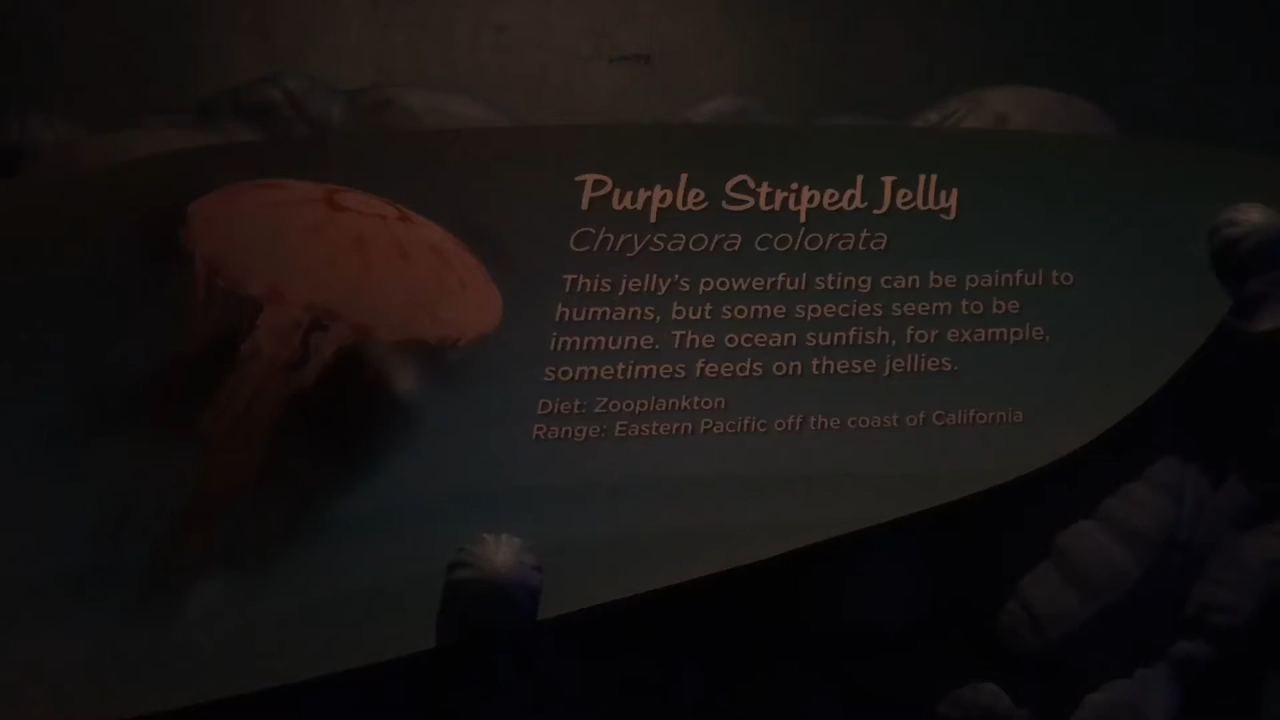 Purple Striped Jelly
Chrysaora colorata
This jelly's powerful sting can be painful to
humans, but some species seem to be
immune. The ocean sunfish, for example,
sometimes feeds on these jellies.
Diet: Zooplankton
Range: Eastern Pacific off the coast of California